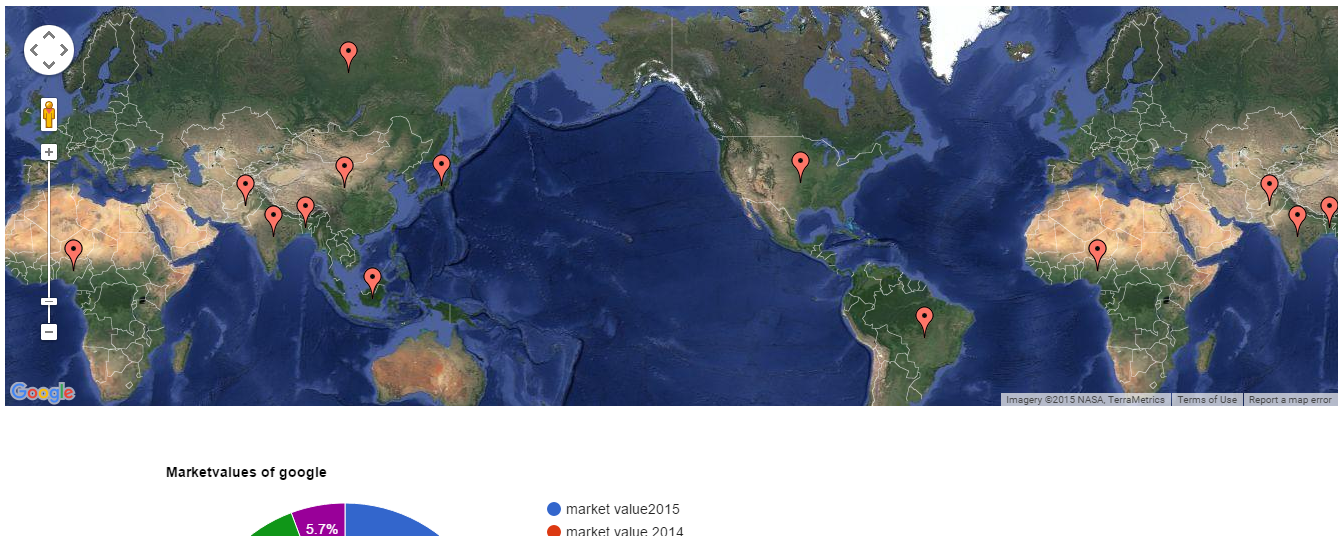 Google
Imagery ©2015 NASA, TerraMetrics
Terms of Use
Report a map error
Marketvalues of google
5.7%
market value2015
market value 2014